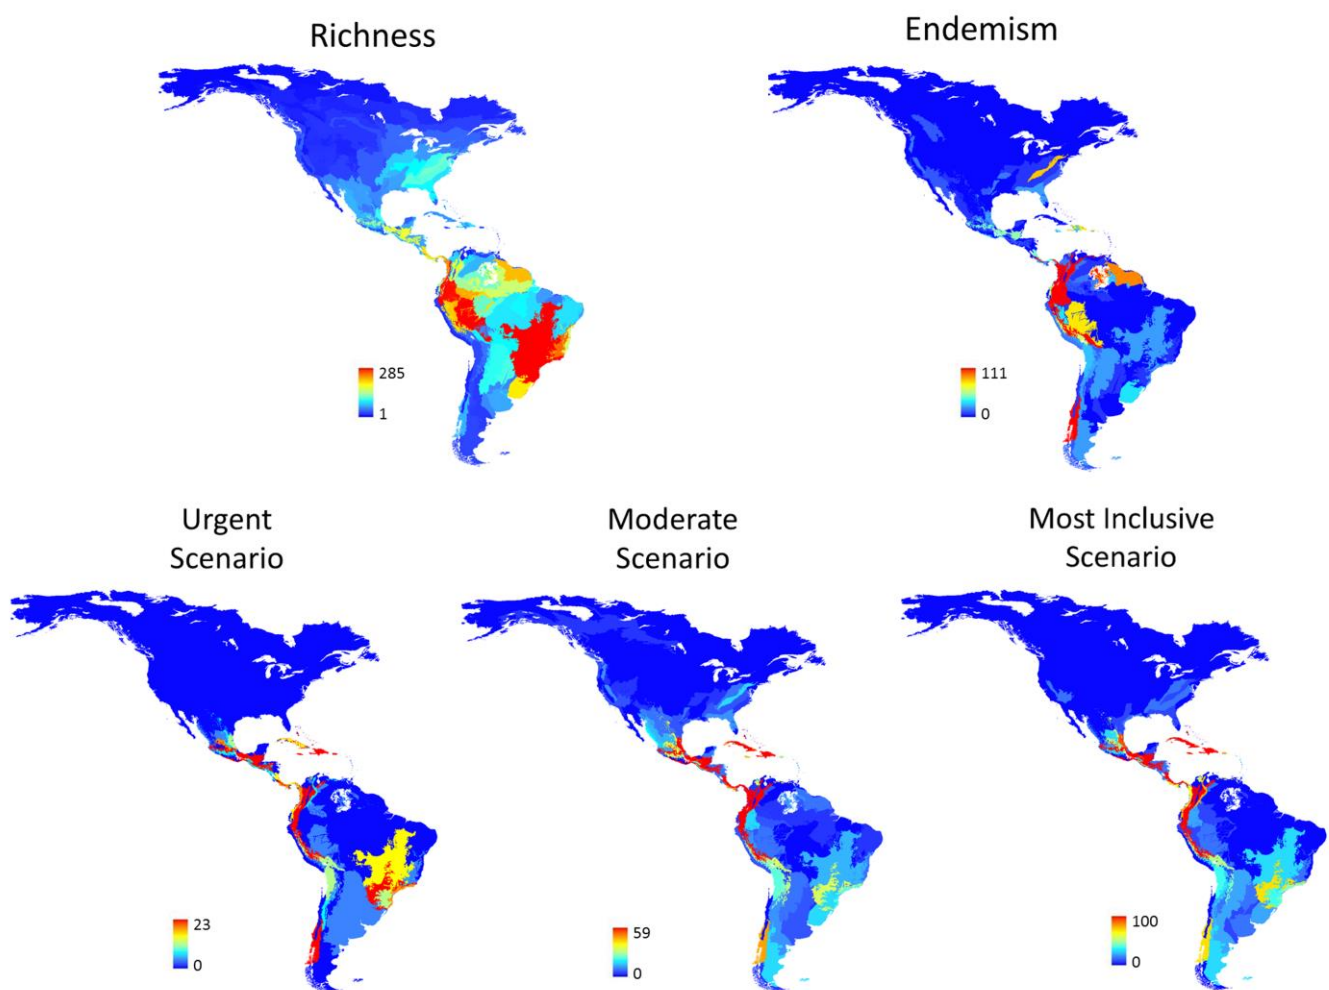 Richness
Endemism
285
1
111
0
Urgent
Scenario
Moderate
Scenario
Most Inclusive
Scenario
23
0
59
0
100
0